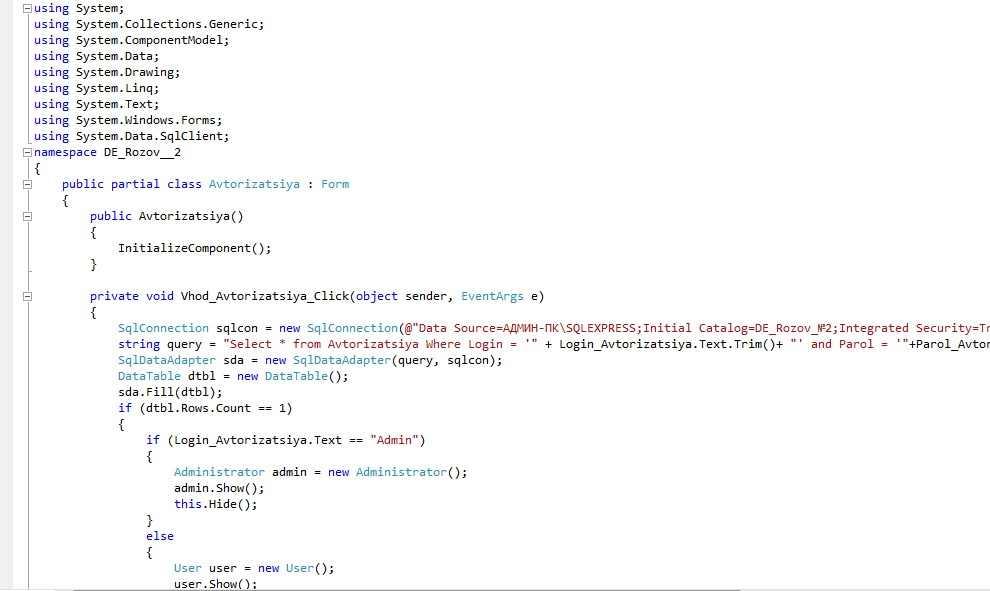 using System;
using System.Collections.Generic;
using System.ComponentModel;
using System.Data;
using System.Drawing;
using System.Linq;
using System.Text;
using System.Windows.Forms;
using System.Data.SqlClient;
namespace DE_Rozov__2
{
public partial class Avtorizatsiya : Form
{
public Avtorizatsiya()
{
InitializeComponent();
}
private void Vhod_Avtorizatsiya_Click(object sender, EventArgs e)
{
SqlConnection sqlcon = new SqlConnection(@"Data Source=АДМИН-ПК\SQLEXPRESS;Initial Catalog=DE_Rozov_№2;Integrated Security=Tr
string query = "Select * from Avtorizatsiya Where Login = '" + Login_Avtorizatsiya.Text.Trim()+ "' and Parol = '"+Parol_Avtor
SqlDataAdapter sda = new SqlDataAdapter(query, sqlcon);
DataTable dtbl = new DataTable();
sda.Fill(dtbl);
if (dtbl.Rows.Count == 1)
{
if (Login_Avtorizatsiya.Text == "Admin")
{
Administrator admin = new Administrator();
admin.Show();
this.Hide();
}
else
{
User user = new User();
user.Show();